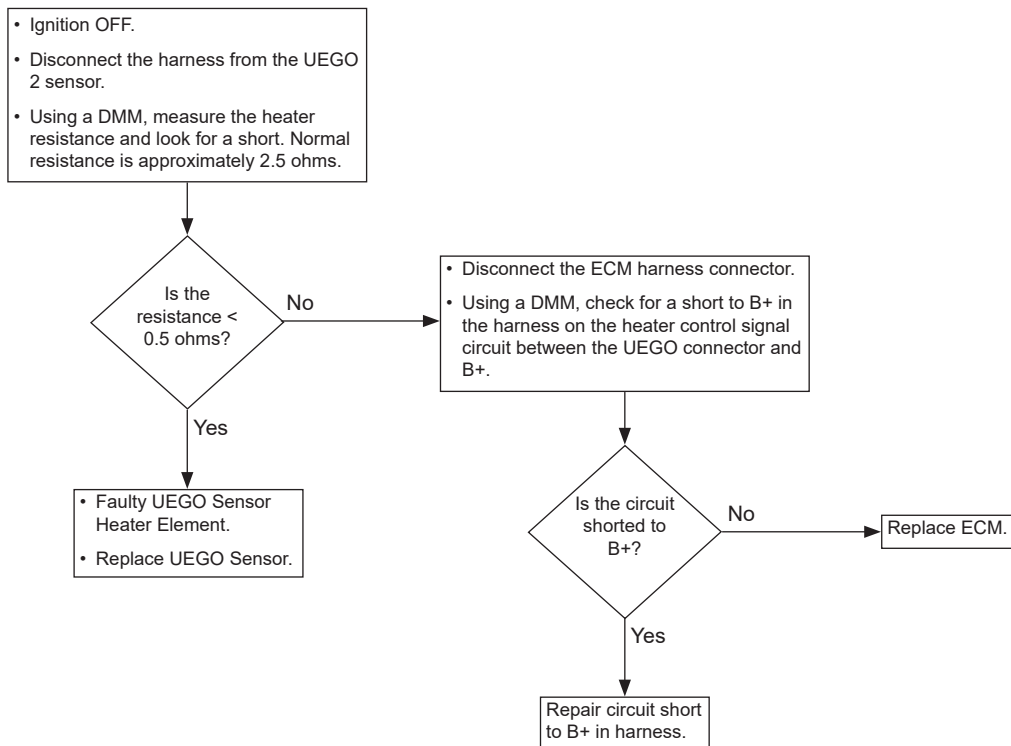 • Ignition OFF.
• Disconnect the harness from the UEGO
2 sensor.
• Using a DMM, measure the heater
resistance and look for a short. Normal
resistance is approximately 2.5 ohms.
Is the
resistance <
0.5 ohms?
No
• Disconnect the ECM harness connector.
• Using a DMM, check for a short to B+ in
the harness on the heater control signal
circuit between the UEGO connector and
B+.
Yes
• Faulty UEGO Sensor
Heater Element.
• Replace UEGO Sensor.
Is the circuit
shorted to
B+?
No
Replace ECM.
Yes
Repair circuit short
to B+ in harness.